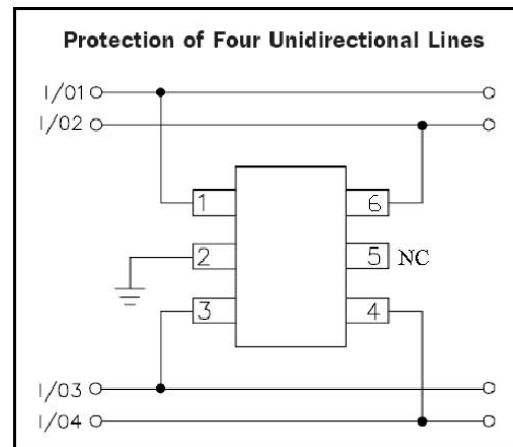 Protection of Four Unidirectional Lines
I/01
I/02
1
6
2
5 NC
3
4
I/03
I/04